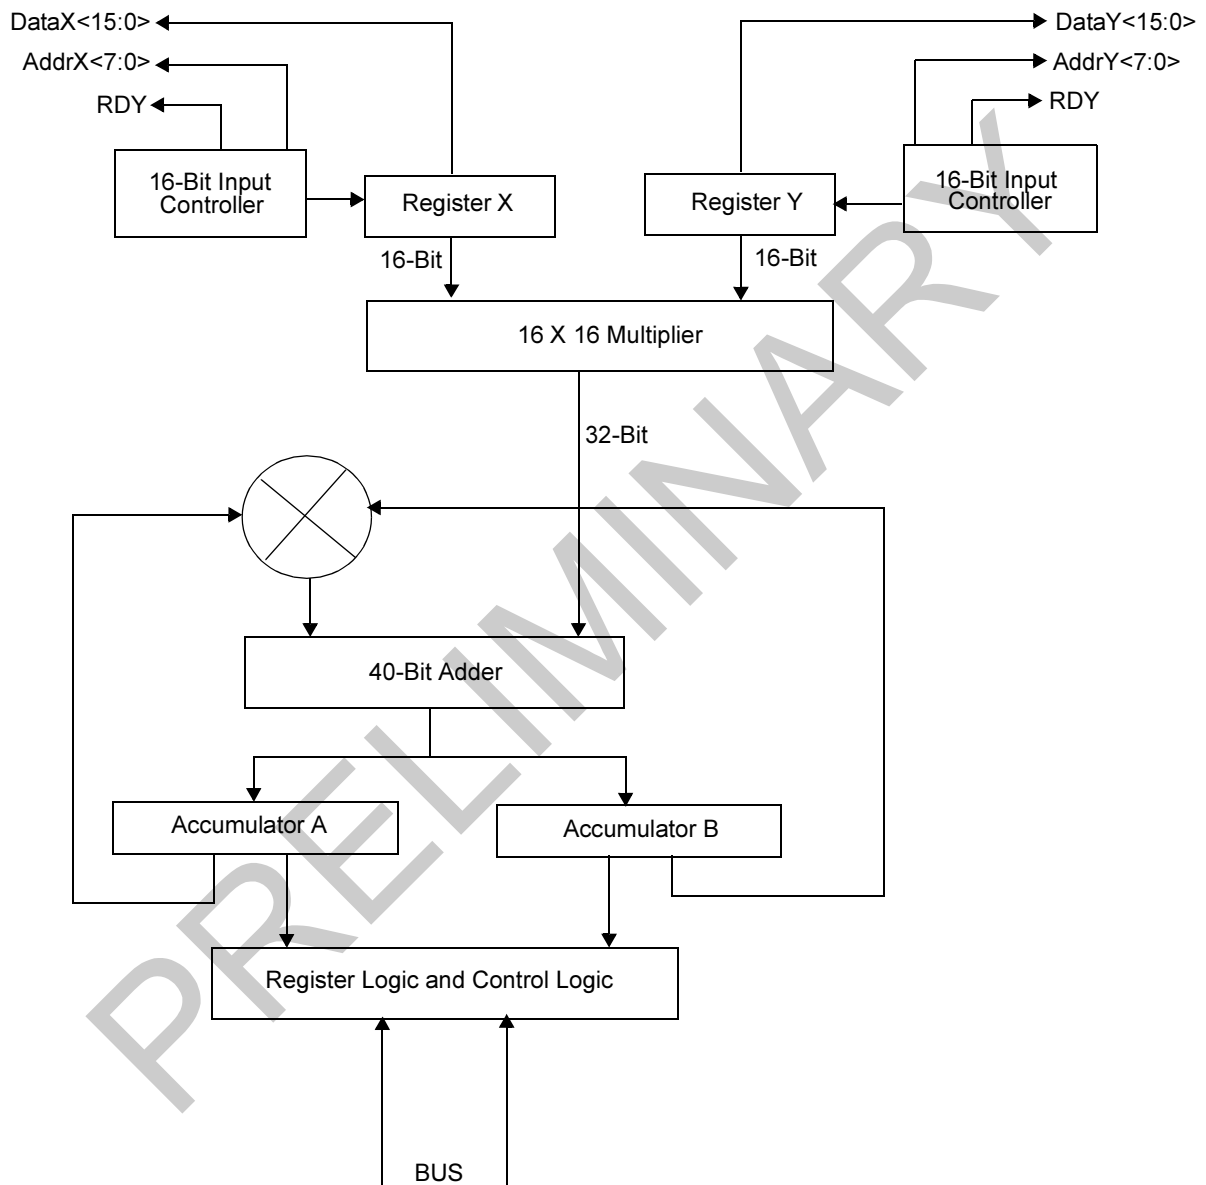 DataX<15:0>
DataY<15:0>
AddrX<7:0>
AddrY<7:0>
RDY
RDY
16-Bit Input
Controller
Register X
Register Y
16-Bit Input
Controller
16-Bit
16-Bit
16 X 16 Multiplier
32-Bit
40-Bit Adder
Accumulator A
Accumulator B
Register Logic and Control Logic
BUS
PRELIMINARY